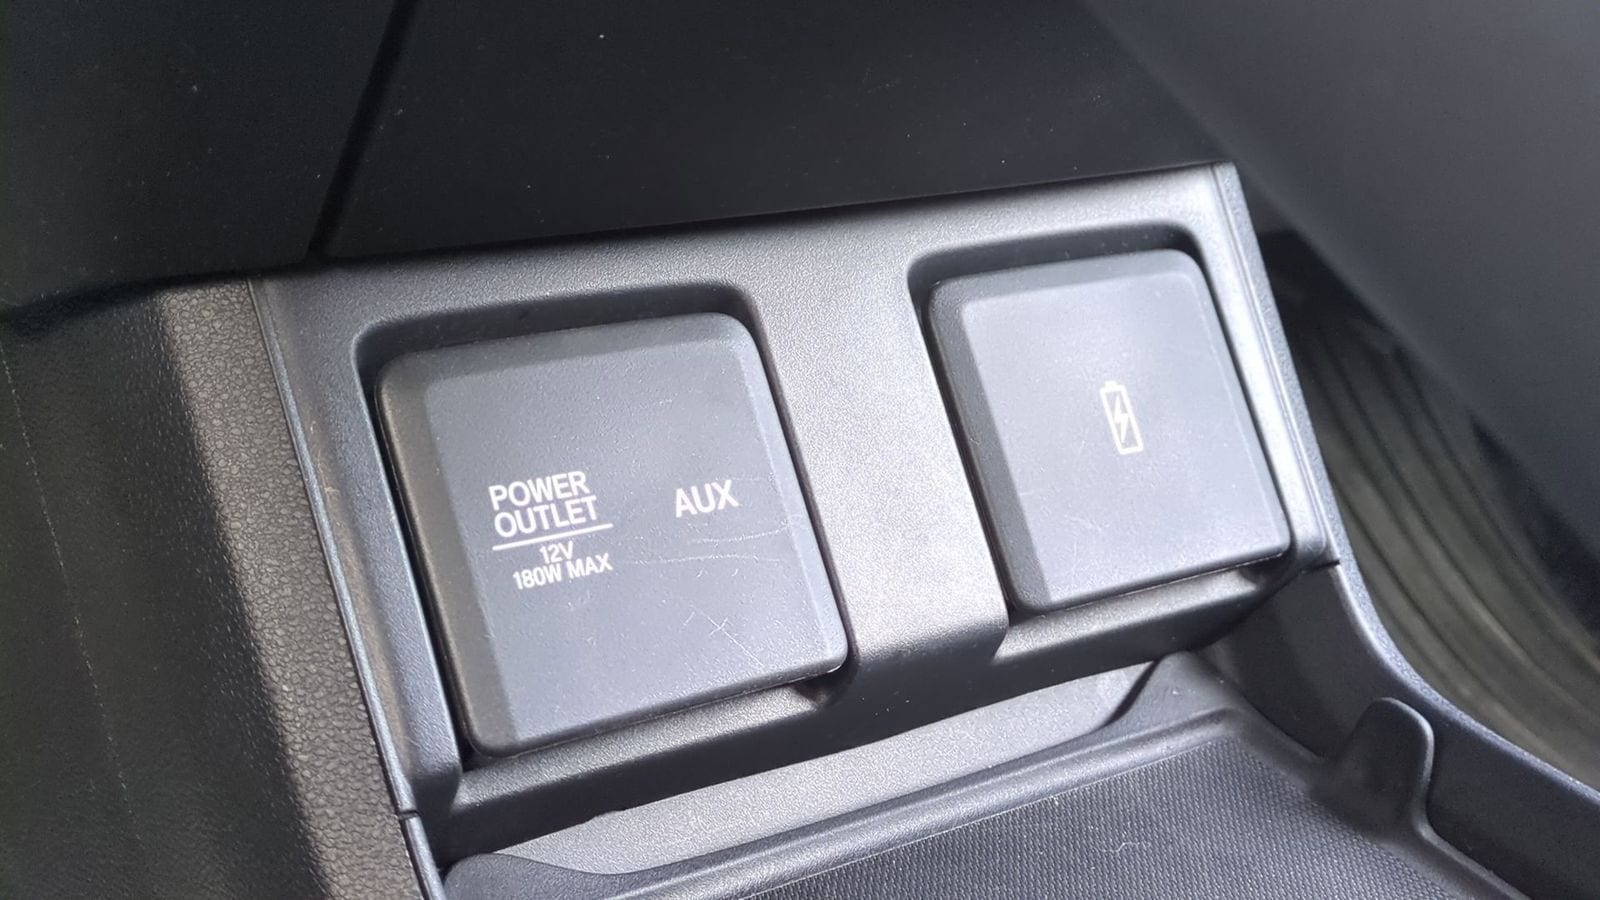 POWER
OUTLET
12V
180W MAX
AUX